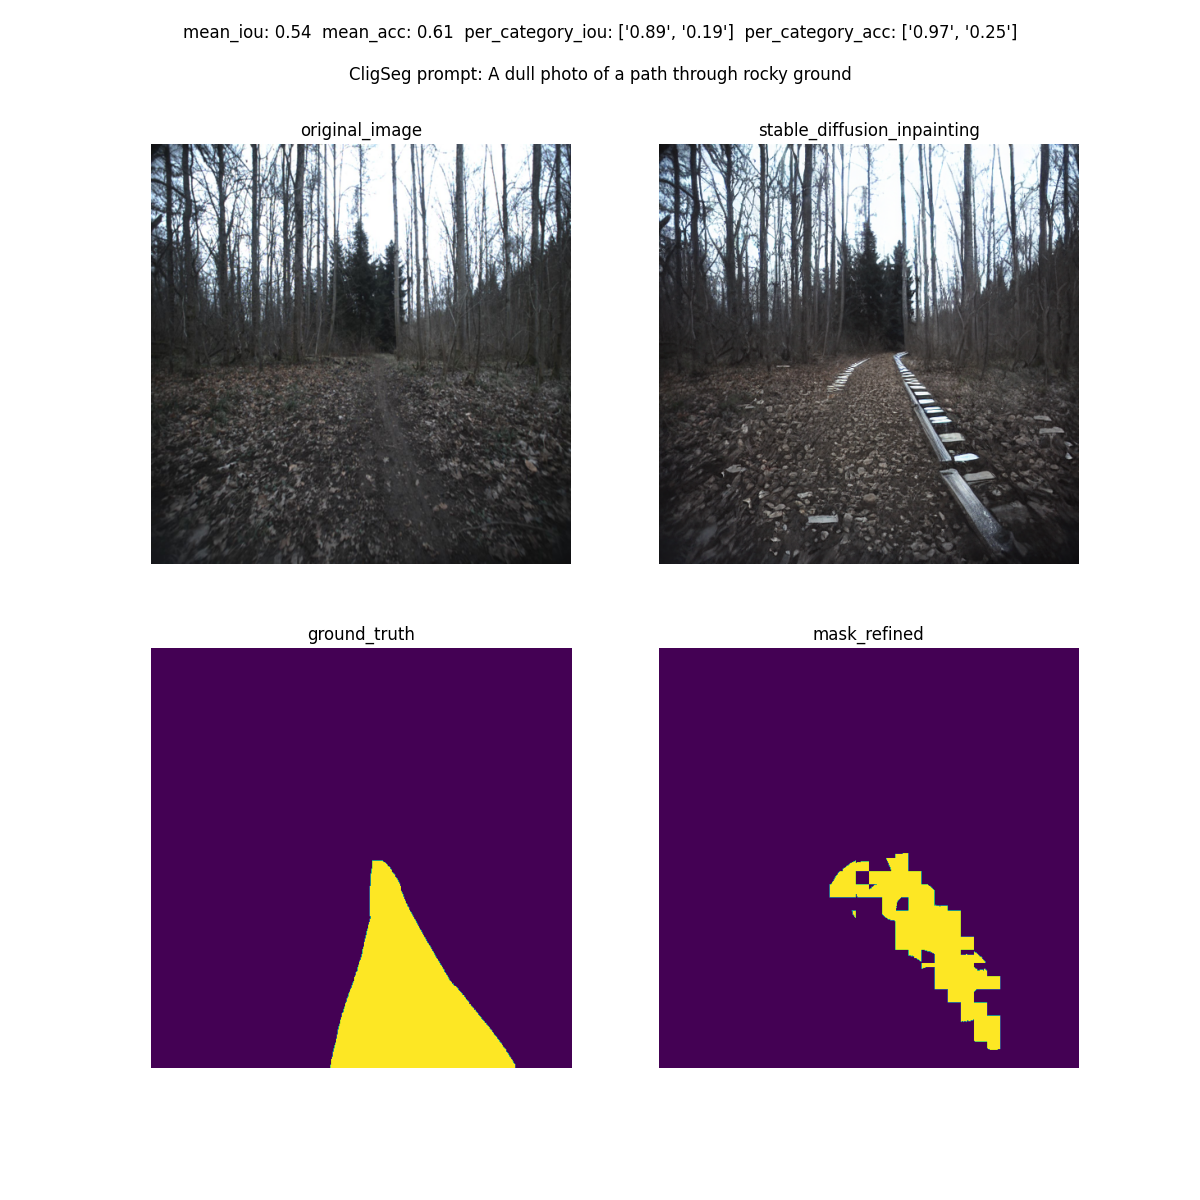 mean_iou: 0.54  mean_acc: 0.61  per_category_iou: ['0.89', '0.19']  per_category_acc: ['0.97', '0.25']
CligSeg prompt: A dull photo of a path through rocky ground
original_image
stable_diffusion_inpainting
ground_truth
mask_refined